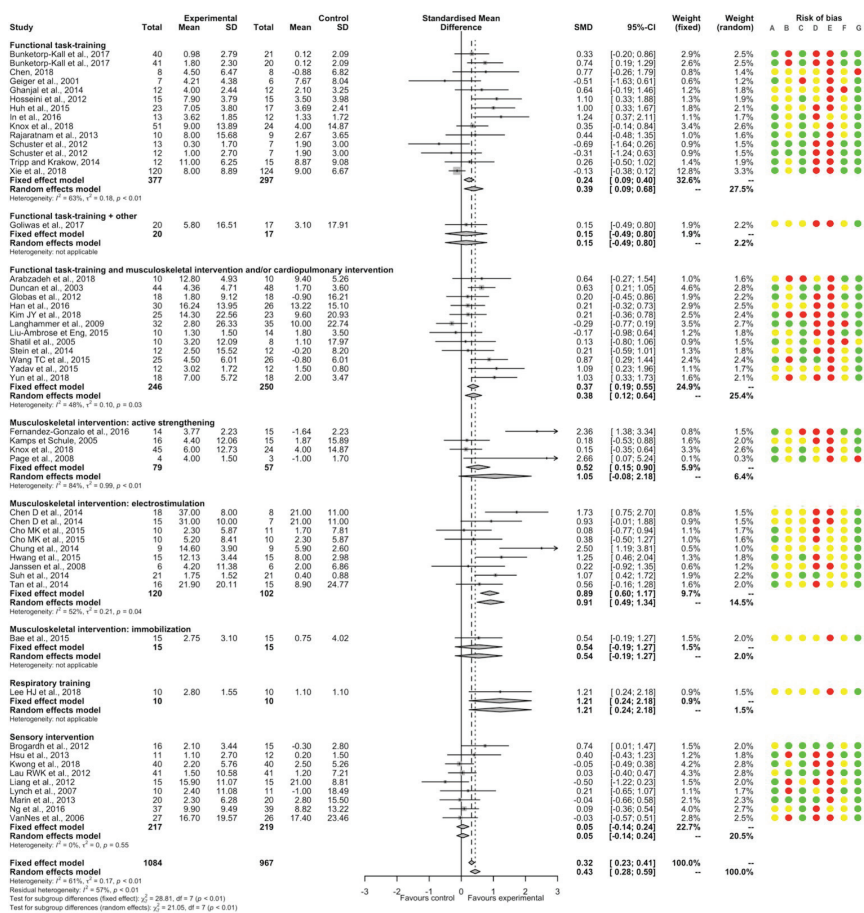 Experimental Control Standardised Mean Weight Weight Risk of bias
Study Total Mean SD Total Mean SD Difference SMD 95%-CI (fixed) (random) A B C D E F G
Functional task-training
Bunketorp-Kall et al., 2017 40 0.98 2.79 21 0.12 2.09 0.33 [-0.20; 0.86] 2.9% 2.5%
Bunketorp-Kall et al., 2017 41 1.80 2.30 20 0.12 2.09 0.74 [0.19; 1.29] 2.6% 2.5%
Chen, 2018 8 4.50 6.47 8 -0.88 6.82 0.77 [-0.26; 1.79] 0.8% 1.4%
Geiger et al., 2001 7 4.21 4.38 6 7.67 8.04 -0.51 [-1.63; 0.61] 0.6% 1.2%
Ghanjal et al., 2014 12 4.00 2.44 12 2.10 3.25 0.64 [-0.19; 1.46] 1.2% 1.8%
Hosseini et al., 2012 15 7.90 3.79 15 3.50 3.98 1.10 [0.33; 1.88] 1.3% 1.9%
Huh et al., 2015 23 7.05 3.80 17 3.69 2.41 1.00 [0.33; 1.67] 1.8% 2.1%
In et al., 2016 13 3.62 1.85 12 1.33 1.72 1.24 [0.37; 2.11] 1.1% 1.7%
Knox et al., 2018 51 9.00 13.89 24 4.00 14.87 0.35 [-0.14; 0.84] 3.4% 2.6%
Rajaratnam et al., 2013 10 8.00 15.68 9 2.67 3.65 0.44 [-0.48; 1.35] 1.0% 1.6%
Schuster et al., 2012 13 0.30 1.70 7 1.90 3.00 -0.69 [-1.64; 0.26] 0.9% 1.5%
Schuster et al., 2012 12 1.00 2.70 7 1.90 3.00 -0.31 [-1.24; 0.63] 0.9% 1.5%
Tripp and Krakow, 2014 12 11.00 6.25 15 8.87 9.08 0.26 [-0.50; 1.02] 1.4% 1.9%
Xie et al., 2018 120 8.00 8.89 124 9.00 6.67 -0.13 [-0.38; 0.12] 12.8% 3.3%
Fixed effect model 377 297 0.24 [0.09; 0.40] 32.6% --
Random effects model 0.39 [0.09; 0.68] -- 27.5%
Heterogeneity: I² = 63%, τ² = 0.18, p < 0.01
Functional task-training + other
Goliwas et al., 2017 20 5.80 16.51 17 3.10 17.91 0.15 [-0.49; 0.80] 1.9% 2.2%
Fixed effect model 20 17 0.15 [-0.49; 0.80] 1.9% --
Random effects model 0.15 [-0.49; 0.80] -- 2.2%
Heterogeneity: not applicable
Functional task-training and musculoskeletal intervention and/or cardiopulmonary intervention
Arabzadeh et al., 2018 10 12.80 4.93 10 9.40 5.26 0.64 [-0.27; 1.54] 1.0% 1.6%
Duncan et al., 2003 44 4.36 4.71 48 1.70 3.60 0.63 [0.21; 1.05] 4.6% 2.8%
Globas et al., 2012 18 1.80 9.12 18 -0.90 16.21 0.20 [-0.45; 0.86] 1.9% 2.2%
Han et al., 2016 30 16.24 13.95 26 13.22 15.10 0.21 [-0.32; 0.73] 2.9% 2.5%
Kim JY et al., 2018 25 14.30 22.56 23 9.60 20.93 0.21 [-0.36; 0.78] 2.5% 2.4%
Langhammer et al., 2009 32 2.80 26.33 35 10.00 22.74 -0.29 [-0.77; 0.19] 3.5% 2.7%
Liu-Ambrose et Eng, 2015 10 1.30 1.50 14 1.80 3.50 -0.17 [-0.98; 0.64] 1.2% 1.8%
Shatil et al., 2005 10 3.20 12.09 8 1.10 17.97 0.13 [-0.80; 1.06] 0.9% 1.5%
Stein et al., 2014 12 2.50 15.52 12 -0.20 8.20 0.21 [-0.59; 1.01] 1.3% 1.8%
Wang TC et al., 2015 25 4.50 6.01 26 -0.80 6.01 0.87 [0.29; 1.44] 2.4% 2.4%
Yadav et al., 2015 12 3.02 1.72 12 1.50 0.80 1.09 [0.23; 1.96] 1.1% 1.7%
Yun et al., 2018 18 7.00 5.72 18 2.00 3.47 1.03 [0.33; 1.73] 1.6% 2.1%
Fixed effect model 246 250 0.37 [0.19; 0.55] 24.9% --
Random effects model 0.38 [0.12; 0.64] -- 25.4%
Heterogeneity: I² = 48%, τ² = 0.10, p = 0.03
Musculoskeletal intervention: active strengthening
Fernandez-Gonzalo et al., 2016 14 3.77 2.23 15 -1.64 2.23 2.36 [1.38; 3.34] 0.8% 1.5%
Kamps et Schule, 2005 16 4.40 12.06 15 1.87 15.89 0.18 [-0.53; 0.88] 1.6% 2.0%
Knox et al., 2018 45 6.00 12.73 24 4.00 14.87 0.15 [-0.35; 0.64] 3.2% 2.6%
Page et al., 2008 4 4.00 1.50 3 -1.00 1.70 2.66 [0.07; 5.24] 0.1% 0.3%
Fixed effect model 79 57 0.52 [0.15; 0.90] 5.9% --
Random effects model 1.05 [-0.08; 2.18] -- 6.4%
Heterogeneity: I² = 84%, τ² = 0.99, p < 0.01
Musculoskeletal intervention: electrostimulation
Chen D et al., 2014 18 37.00 8.00 8 21.00 11.00 1.73 [0.75; 2.70] 0.8% 1.5%
Chen D et al., 2014 15 31.00 10.00 7 21.00 11.00 0.93 [-0.01; 1.88] 0.9% 1.5%
Cho MK et al., 2015 10 2.30 5.87 11 1.70 7.81 0.08 [-0.77; 0.94] 1.1% 1.7%
Cho MK et al., 2015 10 5.20 8.41 10 2.30 5.87 0.38 [-0.50; 1.27] 1.0% 1.6%
Chung et al., 2014 9 14.60 3.90 9 5.90 2.60 2.50 [1.19; 3.81] 0.5% 1.0%
Hwang et al., 2015 15 12.13 3.44 15 8.00 2.98 1.25 [0.46; 2.04] 1.3% 1.8%
Janssen et al., 2008 6 4.20 11.38 6 2.00 6.86 0.22 [-0.92; 1.35] 0.6% 1.2%
Suh et al., 2014 21 1.75 1.52 21 0.40 0.88 1.07 [0.42; 1.72] 1.9% 2.2%
Tan et al., 2014 16 21.90 20.11 15 8.90 24.77 0.56 [-0.16; 1.28] 1.5% 2.0%
Fixed effect model 120 102 0.89 [0.60; 1.17] 9.7% --
Random effects model 0.91 [0.49; 1.34] -- 14.5%
Heterogeneity: I² = 52%, τ² = 0.21, p = 0.04
Musculoskeletal intervention: immobilization
Bae et al., 2015 15 2.75 3.10 15 0.75 4.02 0.54 [-0.19; 1.27] 1.5% 2.0%
Fixed effect model 15 15 0.54 [-0.19; 1.27] 1.5% --
Random effects model 0.54 [-0.19; 1.27] -- 2.0%
Heterogeneity: not applicable
Respiratory training
Lee HJ et al., 2018 10 2.80 1.55 10 1.10 1.10 1.21 [0.24; 2.18] 0.9% 1.5%
Fixed effect model 10 10 1.21 [0.24; 2.18] 0.9% --
Random effects model 1.21 [0.24; 2.18] -- 1.5%
Heterogeneity: not applicable
Sensory intervention
Brogardh et al., 2012 16 2.10 3.44 15 -0.30 2.80 0.74 [0.01; 1.47] 1.5% 2.0%
Hsu et al., 2013 11 1.10 2.70 12 0.20 1.50 0.40 [-0.43; 1.23] 1.2% 1.8%
Kwong et al., 2018 40 2.20 5.76 40 2.50 5.26 -0.05 [-0.49; 0.38] 4.2% 2.8%
Lau RWK et al., 2012 41 1.50 10.58 41 1.20 7.21 0.03 [-0.40; 0.47] 4.3% 2.8%
Liang et al., 2012 15 15.90 11.07 15 21.00 8.81 -0.50 [-1.22; 0.23] 1.5% 2.0%
Lynch et al., 2007 10 2.40 11.08 11 -1.00 18.49 0.21 [-0.65; 1.07] 1.1% 1.7%
Marin et al., 2013 20 2.30 6.28 20 2.80 15.50 -0.04 [-0.66; 0.58] 2.1% 2.3%
Ng et al., 2016 37 9.90 9.49 39 8.82 13.22 0.09 [-0.36; 0.54] 4.0% 2.7%
VanNes et al., 2006 27 16.70 19.57 26 17.40 23.46 -0.03 [-0.57; 0.51] 2.8% 2.5%
Fixed effect model 217 219 0.05 [-0.14; 0.24] 22.7% --
Random effects model 0.05 [-0.14; 0.24] -- 20.5%
Heterogeneity: I² = 0%, τ² = 0, p = 0.55
Fixed effect model 1084 967 0.32 [0.23; 0.41] 100.0% --
Random effects model 0.43 [0.28; 0.59] -- 100.0%
Heterogeneity: I² = 61%, τ² = 0.17, p < 0.01
Residual heterogeneity: I² = 57%, p < 0.01
-3 -2 -1 0 1 2 3 4 5
Test for subgroup differences (fixed effect): χ²₇ = 28.81, df = 7 (p < 0.01)
Favours control Favours experimental
Test for subgroup differences (random effects): χ²₇ = 21.05, df = 7 (p < 0.01)